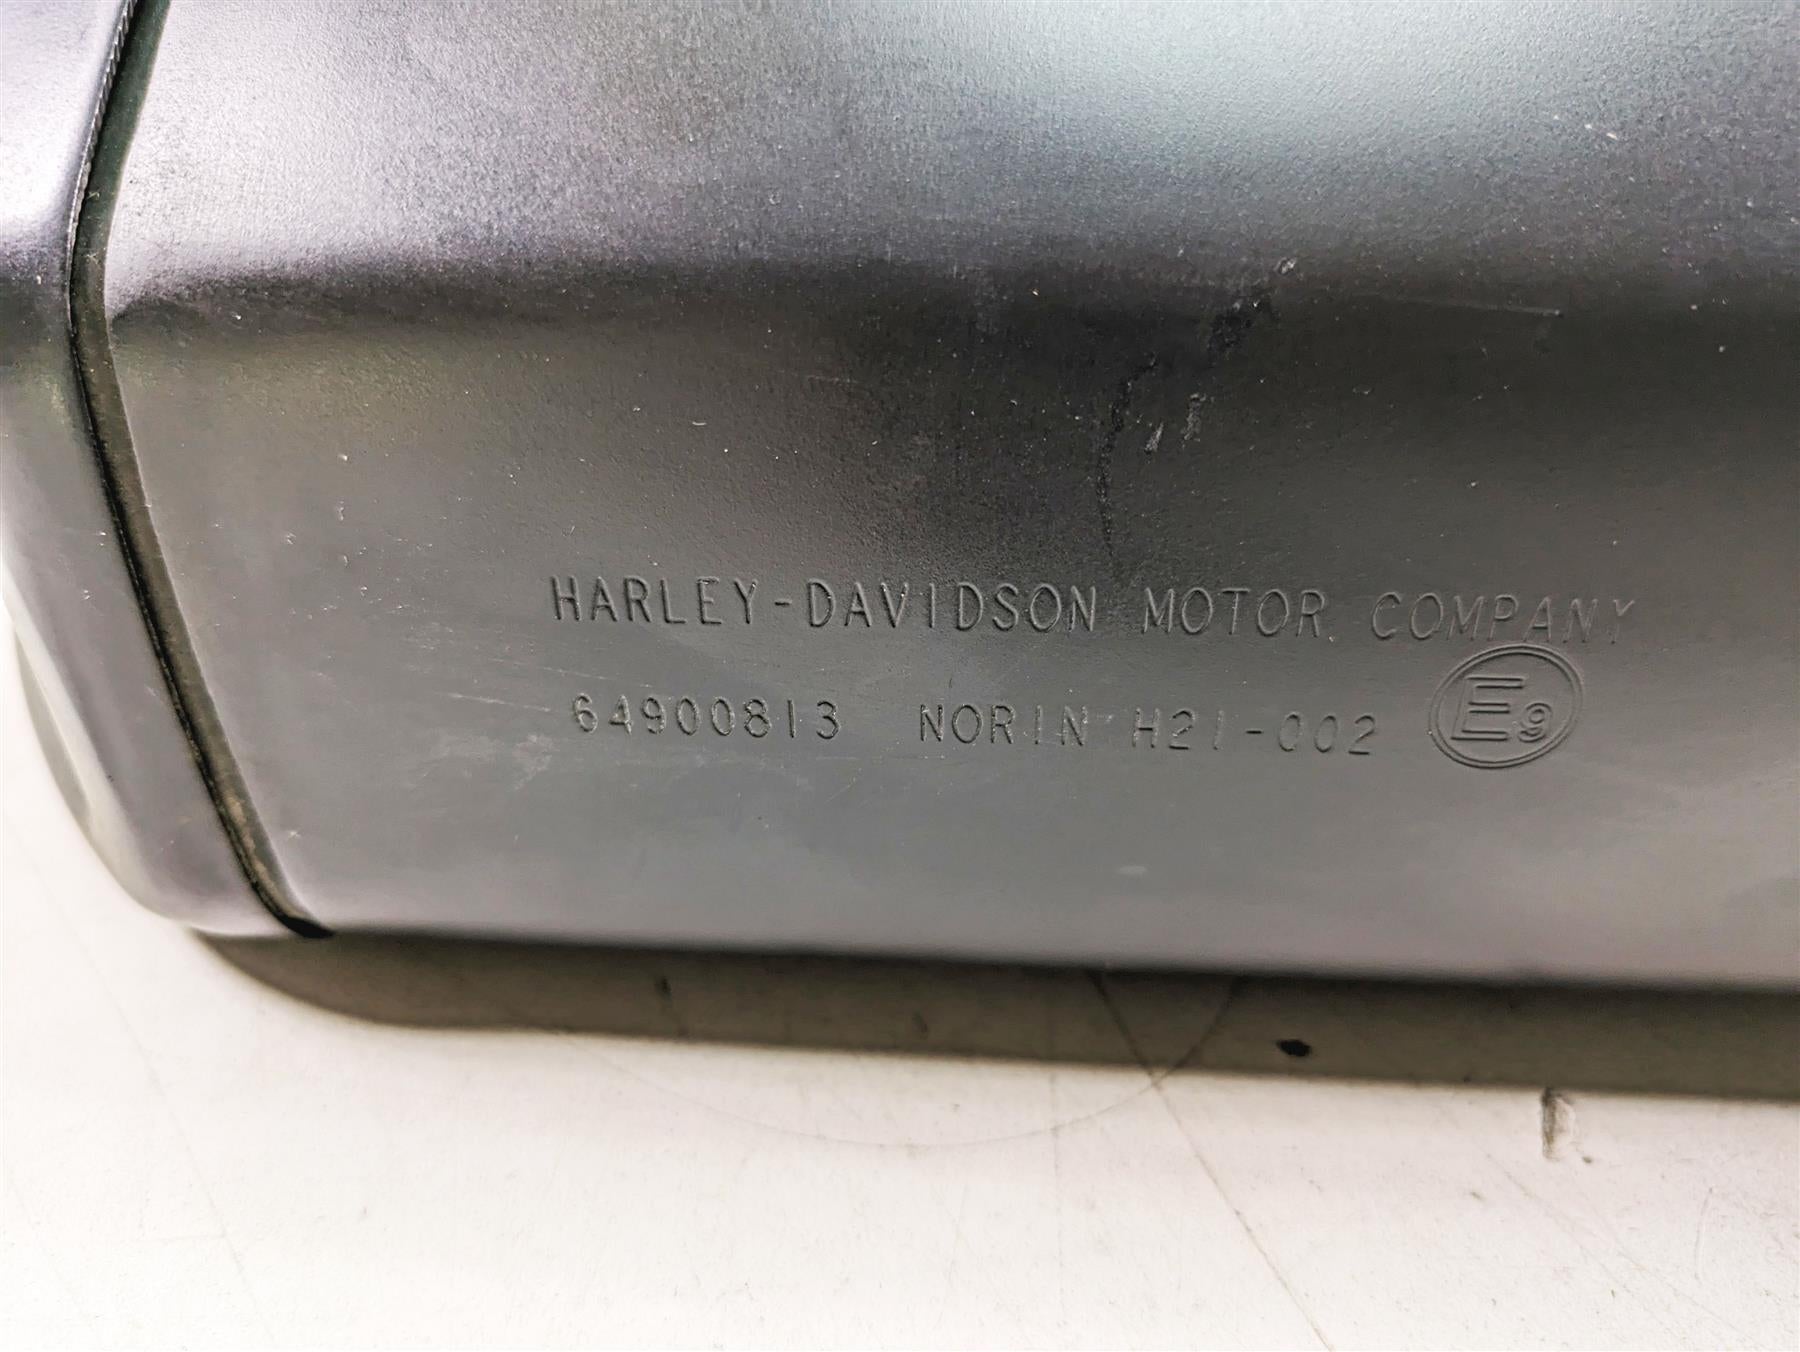 HARLEY-DAVIDSON MOTOR COMPANY
64900813 NORIN H21-002 E9